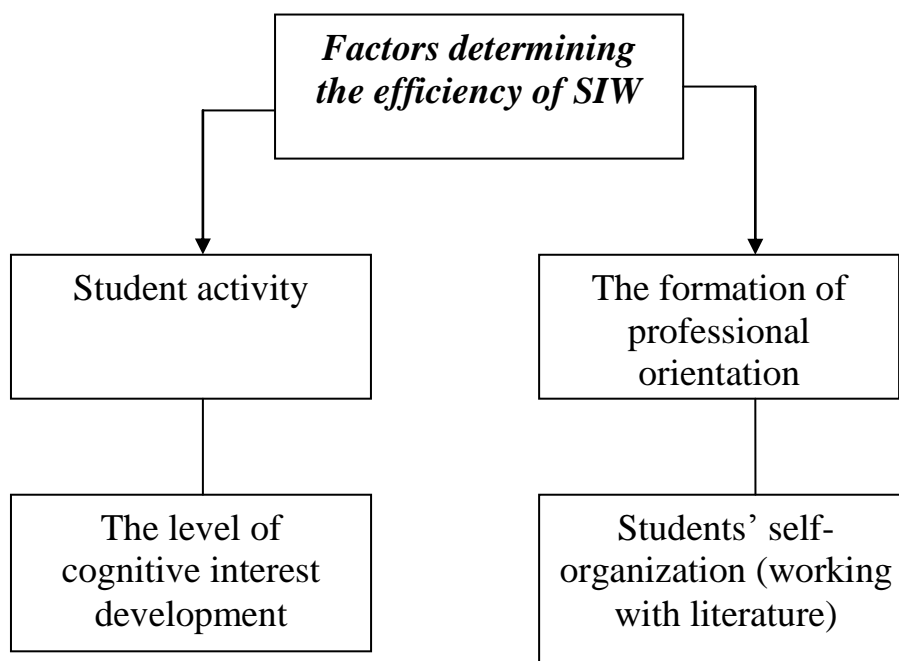 Factors determining
the efficiency of SIW
Student activity
The formation of
professional
orientation
The level of
cognitive interest
development
Students’ self-
organization (working
with literature)